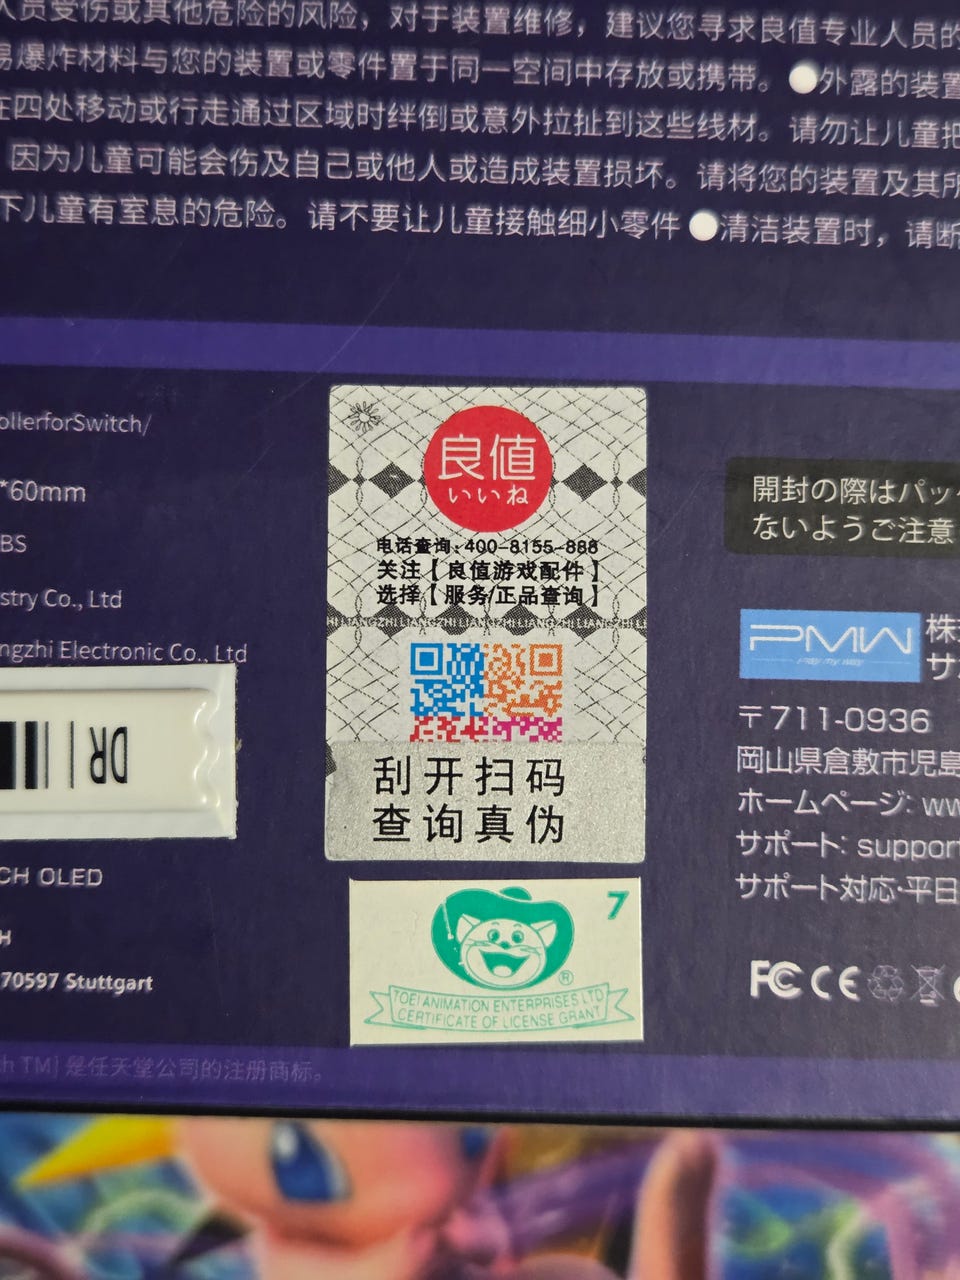 人员受伤或其他危险的风险，对于装置维修，建议您寻求良值专业人员的
易爆炸材料与您的装置或零件置于同一空间中存放或携带。●外露的装置
在四处移动或行走通过区域时绊倒或意外拉扯到这些线材。请勿让儿童把
因为儿童可能会伤及自己或他人或造成装置损坏。请将您的装置及其所
下儿童有窒息的危险。请不要让儿童接触细小零件●清洁装置时，请断
ollerforSwitch/
*60mm
BS
stry Co., Ltd
ngzhi Electronic Co., Ltd
DR
CH OLED
H
70597 Stuttgart
良值
いいね
电话查询:400-8155-888
关注【良值游戏配件】
选择【服务/正品查询】
HILIANGZHILIANGZHILIANGZHILIANGZHILIANGZHILI
刮开扫码
查询真伪
7
®
TOEI ANIMATION ENTERPRISES LTD
CERTIFICATE OF LICENSE GRANT
開封の際はパッケ
ないようご注意
PMW
Play my way
株式
サポ
〒711-0936
岡山県倉敷市児島
ホームページ: ww
サポート: suppor
サポート対応·平日
FC CE
h TM] 是任天堂公司的注册商标。